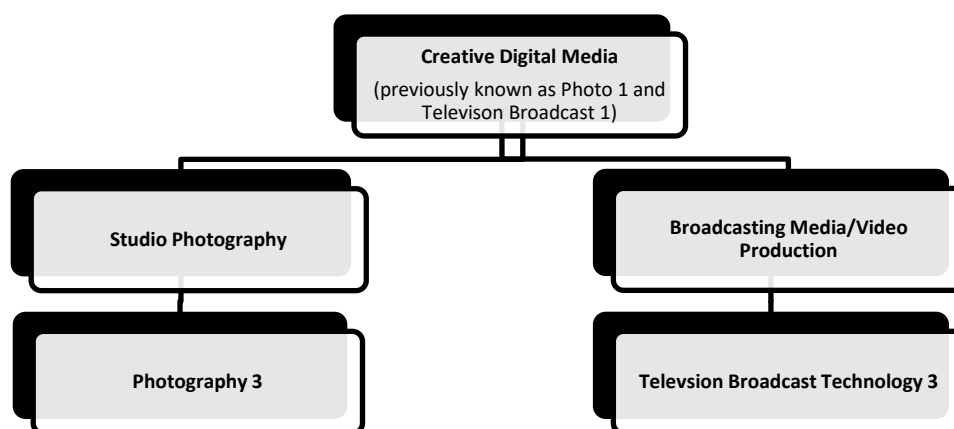 Creative Digital Media
(previously known as Photo 1 and
Televison Broadcast 1)
Studio Photography
Broadcasting Media/Video
Production
Photography 3
Televsion Broadcast Technology 3